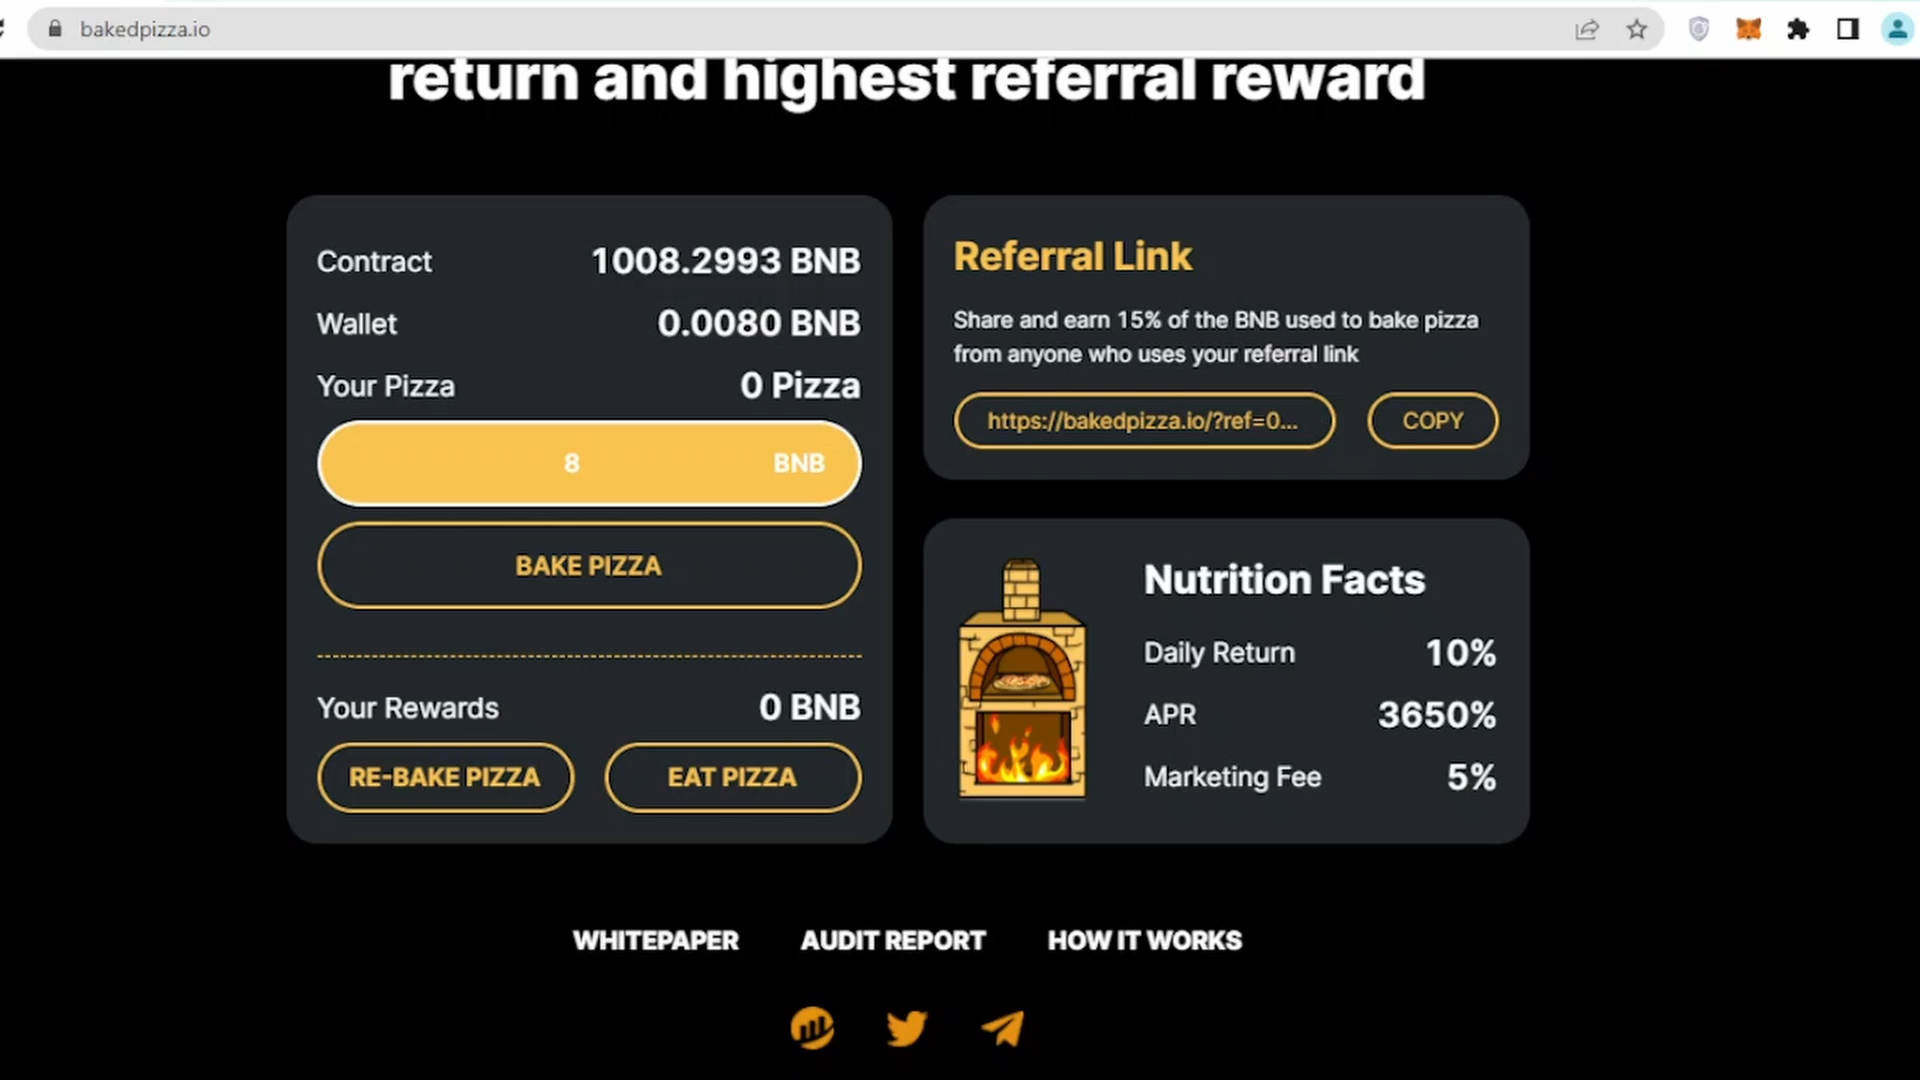 bakedpizza.io
return and highest referral reward
Contract 1008.2993 BNB
Wallet 0.0080 BNB
Your Pizza 0 Pizza
8 BNB
BAKE PIZZA
Your Rewards 0 BNB
RE-BAKE PIZZA EAT PIZZA
Referral Link
Share and earn 15% of the BNB used to bake pizza
from anyone who uses your referral link
https://bakedpizza.io/?ref=0... COPY
Nutrition Facts
Daily Return 10%
APR 3650%
Marketing Fee 5%
WHITEPAPER AUDIT REPORT HOW IT WORKS